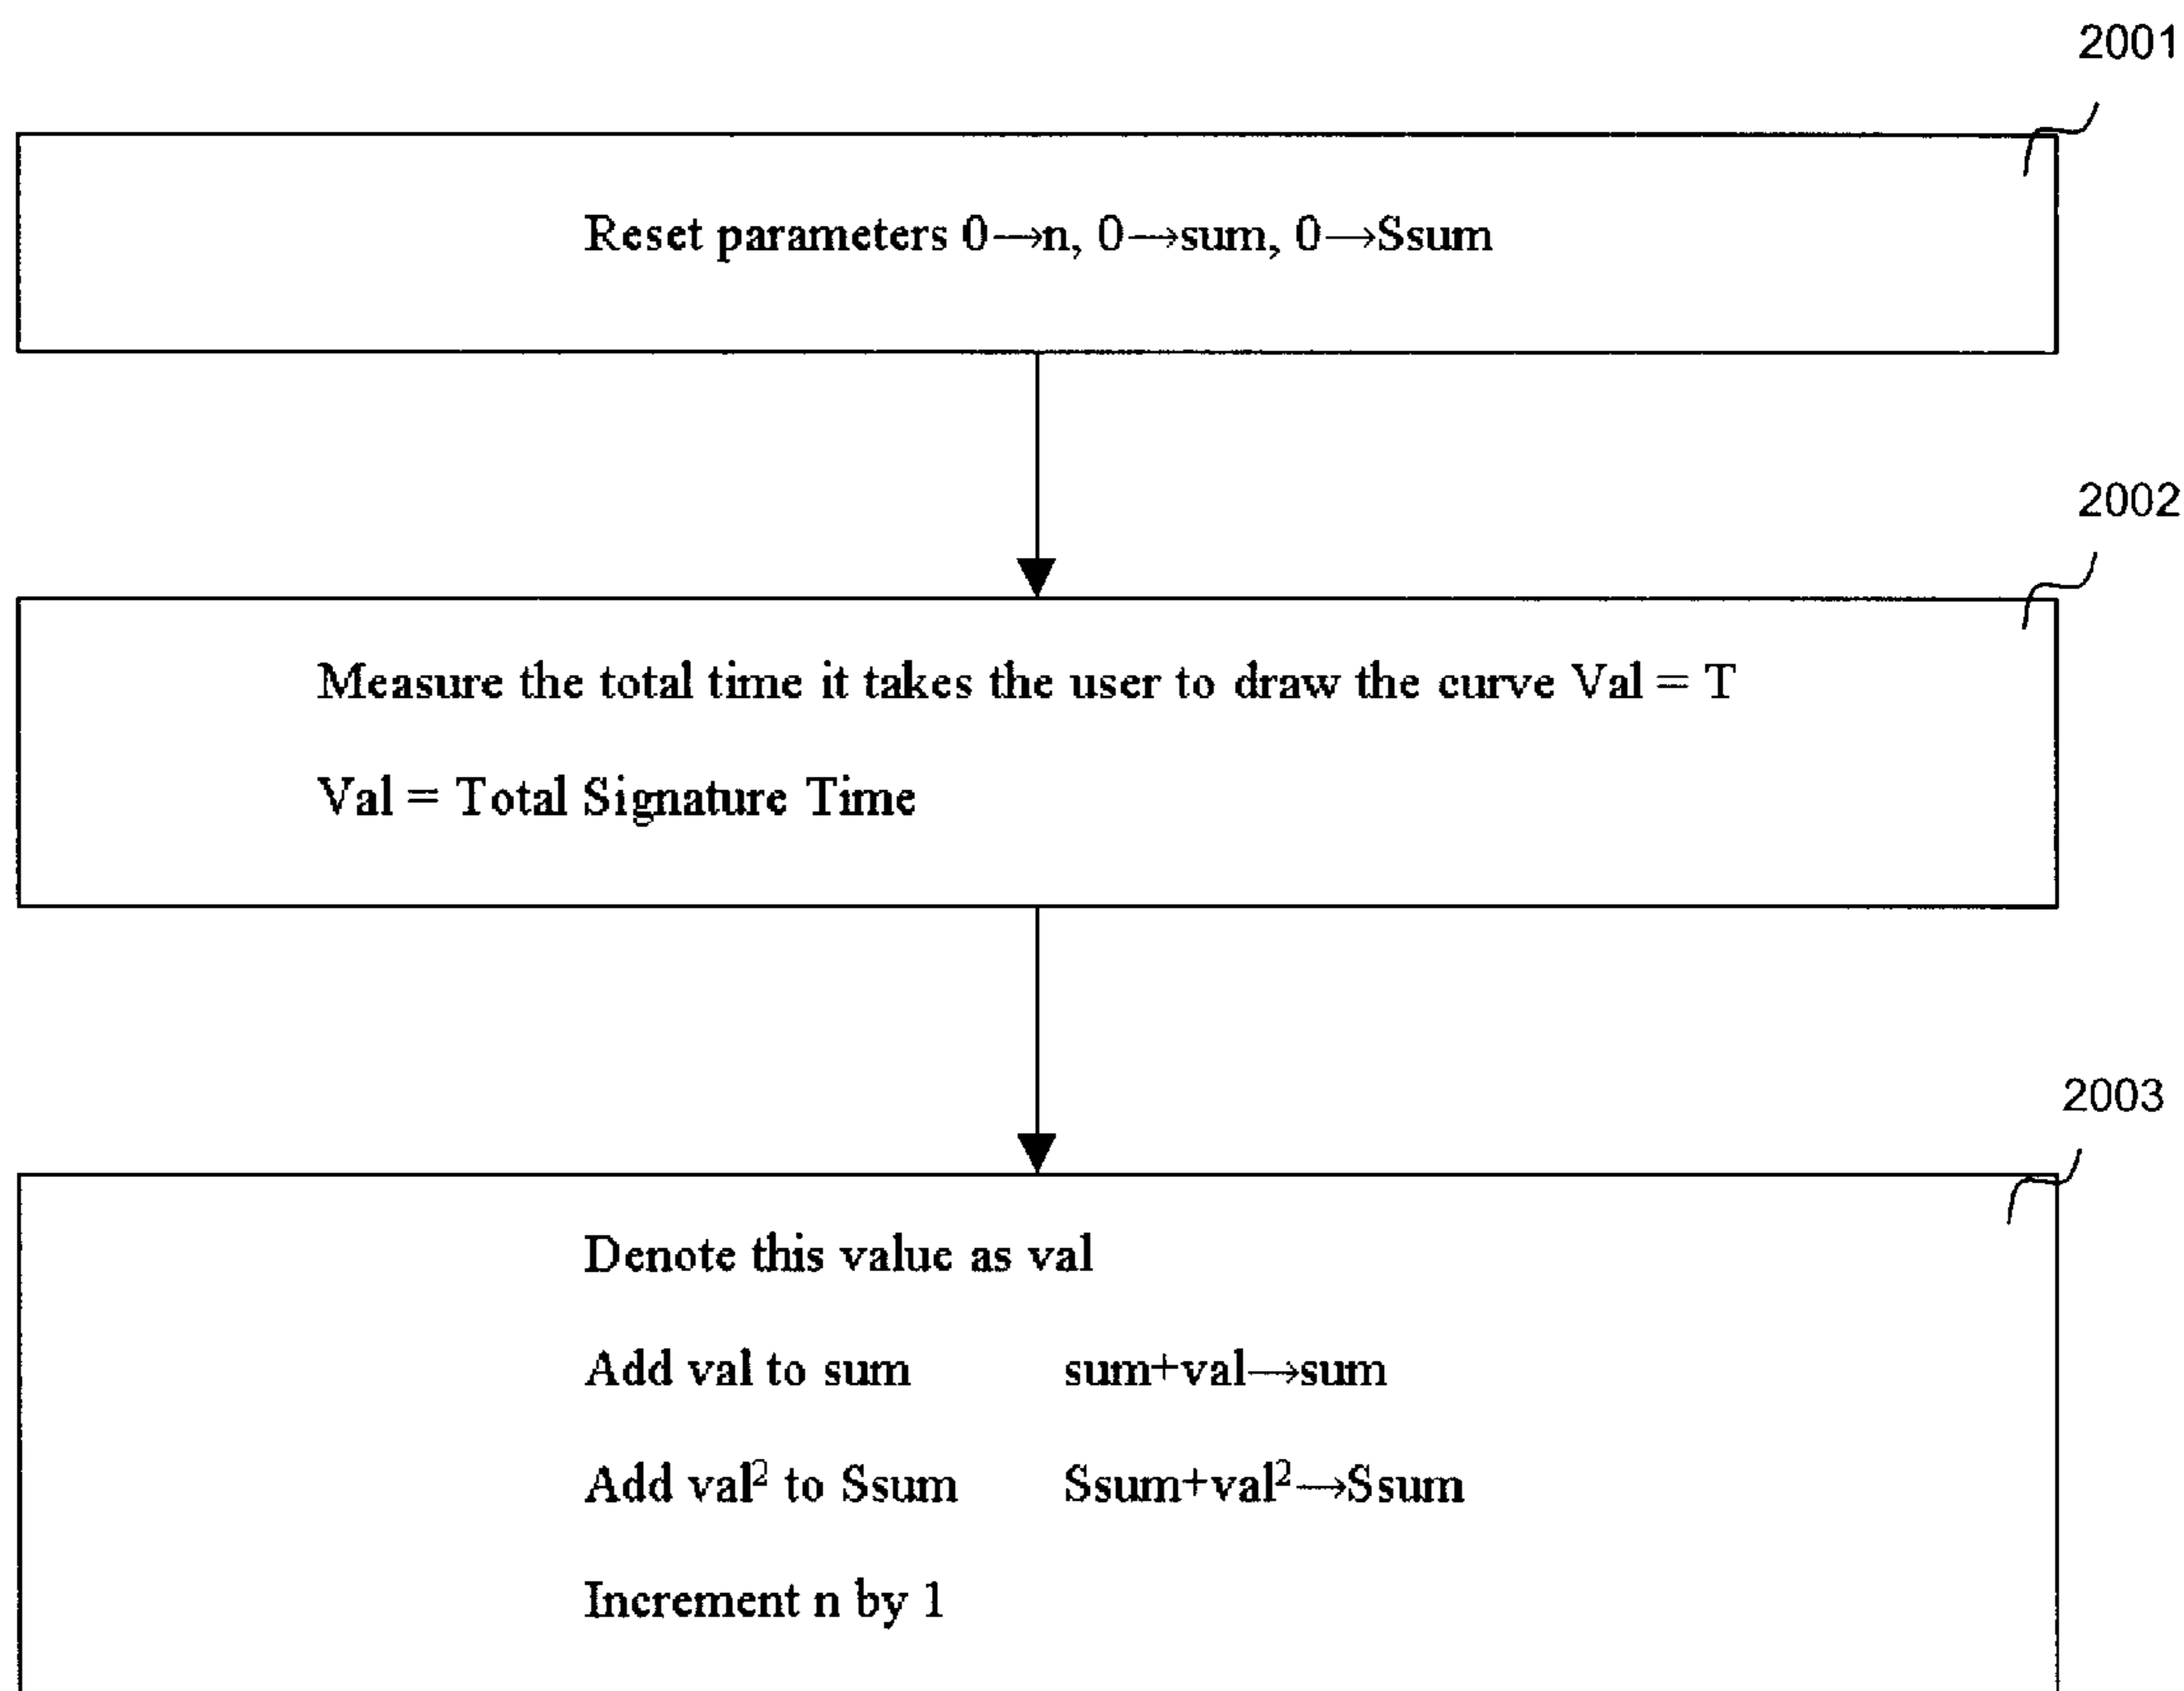 2001
Reset parameters 0→n, 0→sum, 0→Ssum
2002
Measure the total time it takes the user to draw the curve Val = T
Val = Total Signature Time
2003
Denote this value as val
Add val to sum sum+val→sum
Add val² to Ssum Ssum+val²→Ssum
Increment n by 1